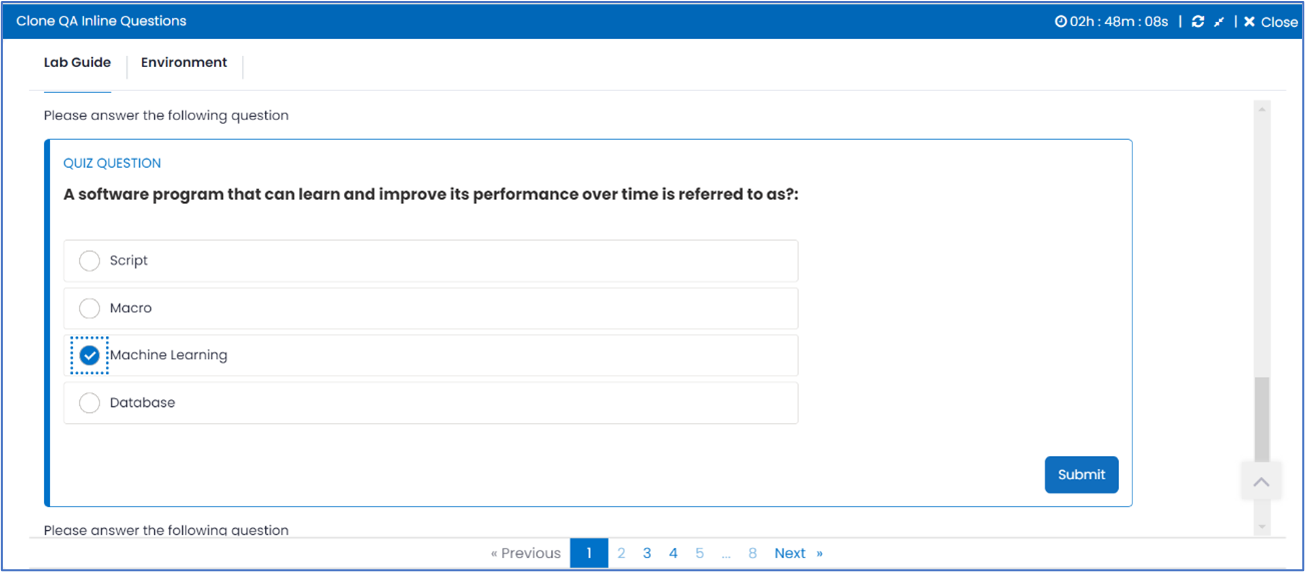 Clone QA Inline Questions 02h : 48m : 08s | | Close
Lab Guide Environment
Please answer the following question
QUIZ QUESTION
A software program that can learn and improve its performance over time is referred to as?:
Script
Macro
Machine Learning
Database
Submit
Please answer the following question
« Previous 1 2 3 4 5 ... 8 Next »